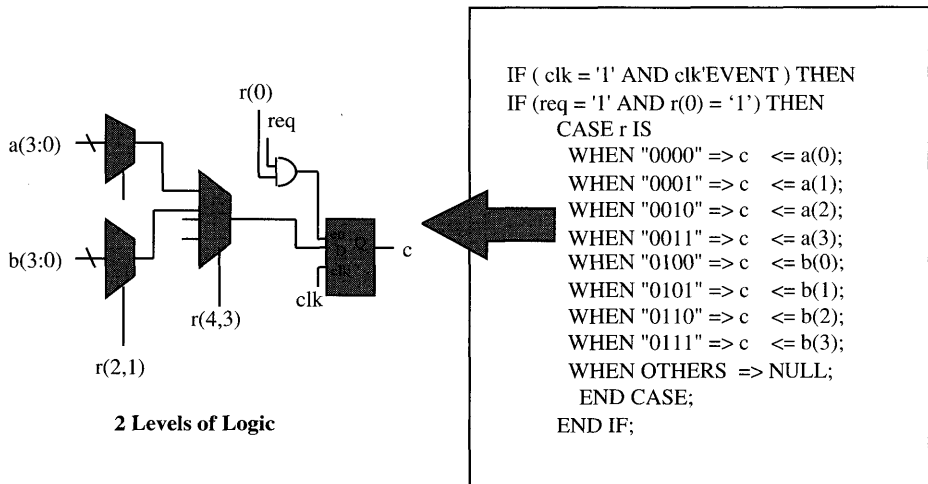 r(0)
req
a(3:0)
b(3:0)
en
D Q
clk
c
clk
r(4,3)
r(2,1)
2 Levels of Logic
IF ( clk = '1' AND clk'EVENT ) THEN
IF (req = '1' AND r(0) = ‘1’) THEN
CASE r IS
WHEN "0000" => c <= a(0);
WHEN "0001" => c <= a(1);
WHEN "0010" => c <= a(2);
WHEN "0011" => c <= a(3);
WHEN "0100" => c <= b(0);
WHEN "0101" => c <= b(1);
WHEN "0110" => c <= b(2);
WHEN "0111" => c <= b(3);
WHEN OTHERS => NULL;
END CASE;
END IF;